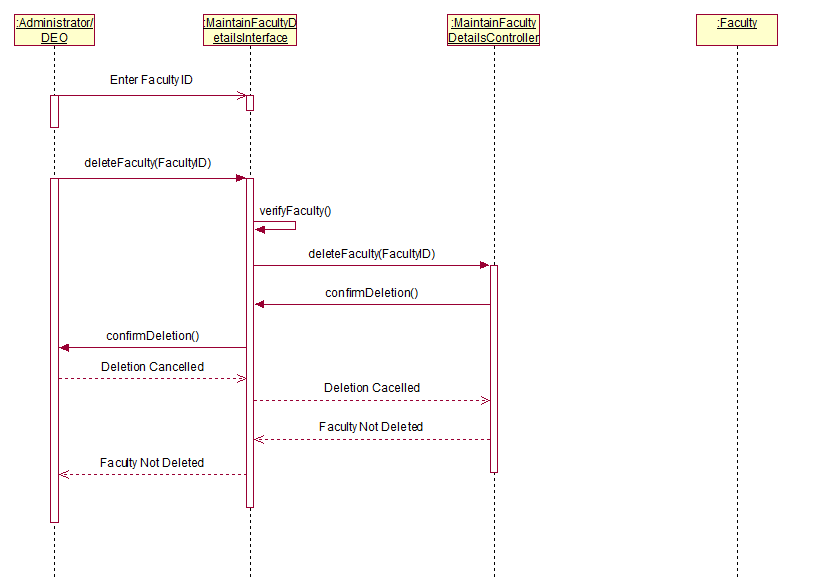 :Administrator/
DEO
:MaintainFacultyD
etailsInterface
:MaintainFaculty
DetailsController
:Faculty
Enter Faculty ID
deleteFaculty(FacultyID)
verifyFaculty()
deleteFaculty(FacultyID)
confirmDeletion()
confirmDeletion()
Deletion Cancelled
Deletion Cacelled
Faculty Not Deleted
Faculty Not Deleted